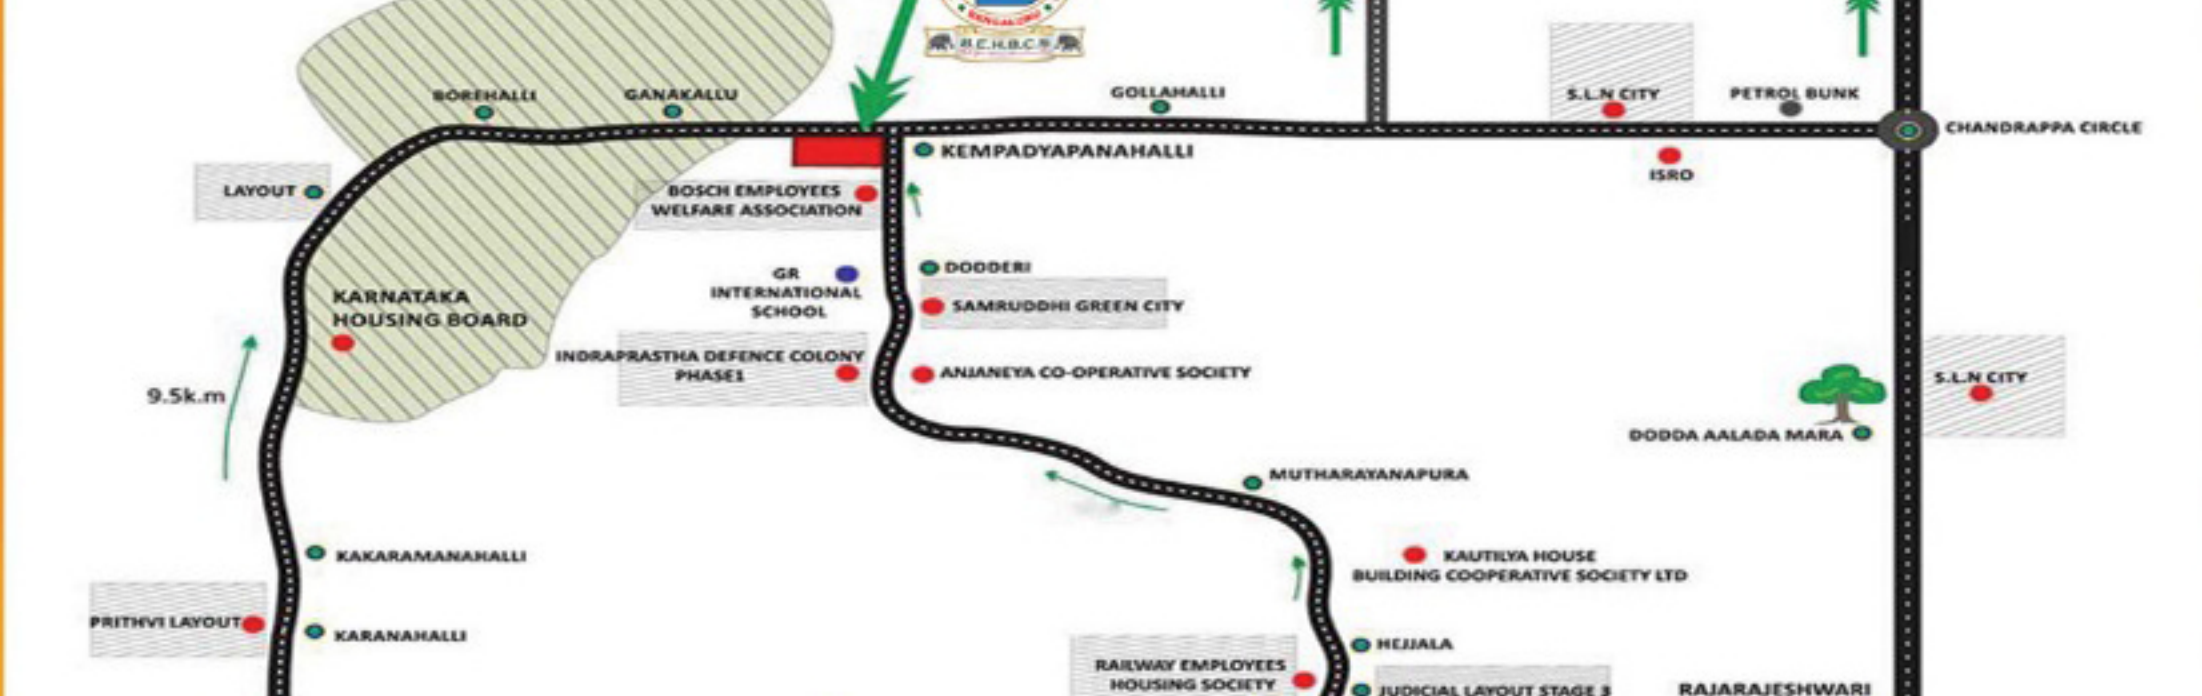 BANGALORE
B.E.H.B.C.S
BOREHALLI
GANAKALLU
GOLLAHALLI
S.L.N CITY
PETROL BUNK
CHANDRAPPA CIRCLE
KEMPADYAPANAHALLI
ISRO
LAYOUT
BOSCH EMPLOYEES
WELFARE ASSOCIATION
GR
INTERNATIONAL
SCHOOL
DODDERI
SAMRUDDHI GREEN CITY
KARNATAKA
HOUSING BOARD
INDRAPRASTHA DEFENCE COLONY
PHASE1
ANJANEYA CO-OPERATIVE SOCIETY
9.5k.m
S.L.N CITY
DODDA AALADA MARA
MUTHARAYANAPURA
KAKARAMANAHALLI
KAUTILYA HOUSE
BUILDING COOPERATIVE SOCIETY LTD
PRITHVI LAYOUT
KARANAHALLI
HEJJALA
RAILWAY EMPLOYEES
HOUSING SOCIETY
JUDICIAL LAYOUT STAGE 3
RAJARAJESHWARI